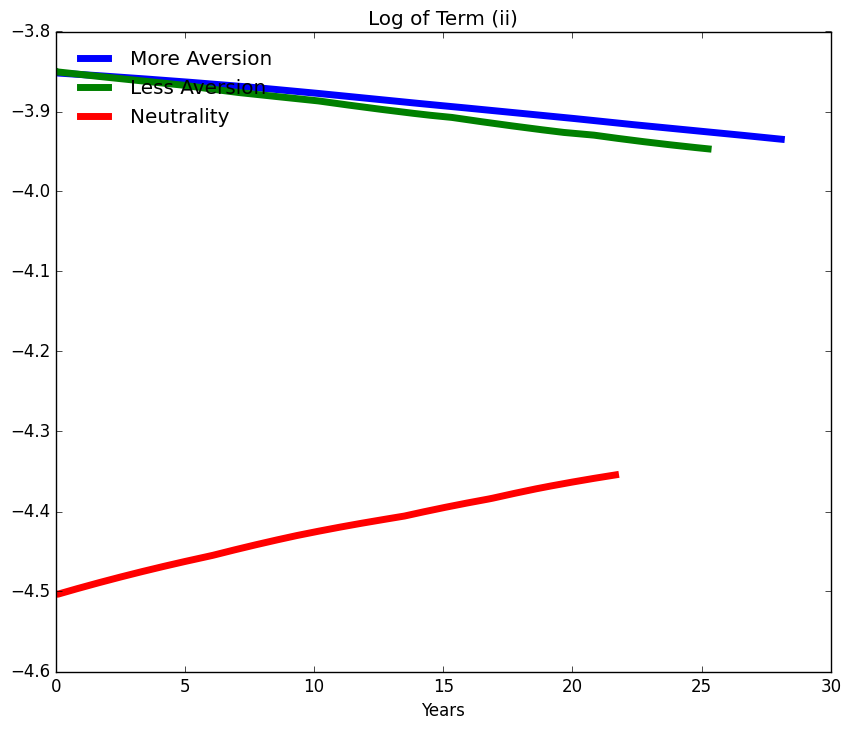 Log of Term (ii)
−3.8
−3.9
−4.0
−4.1
−4.2
−4.3
−4.4
−4.5
−4.6
More Aversion
Less Aversion
Neutrality
0 5 10 15 20 25 30
Years